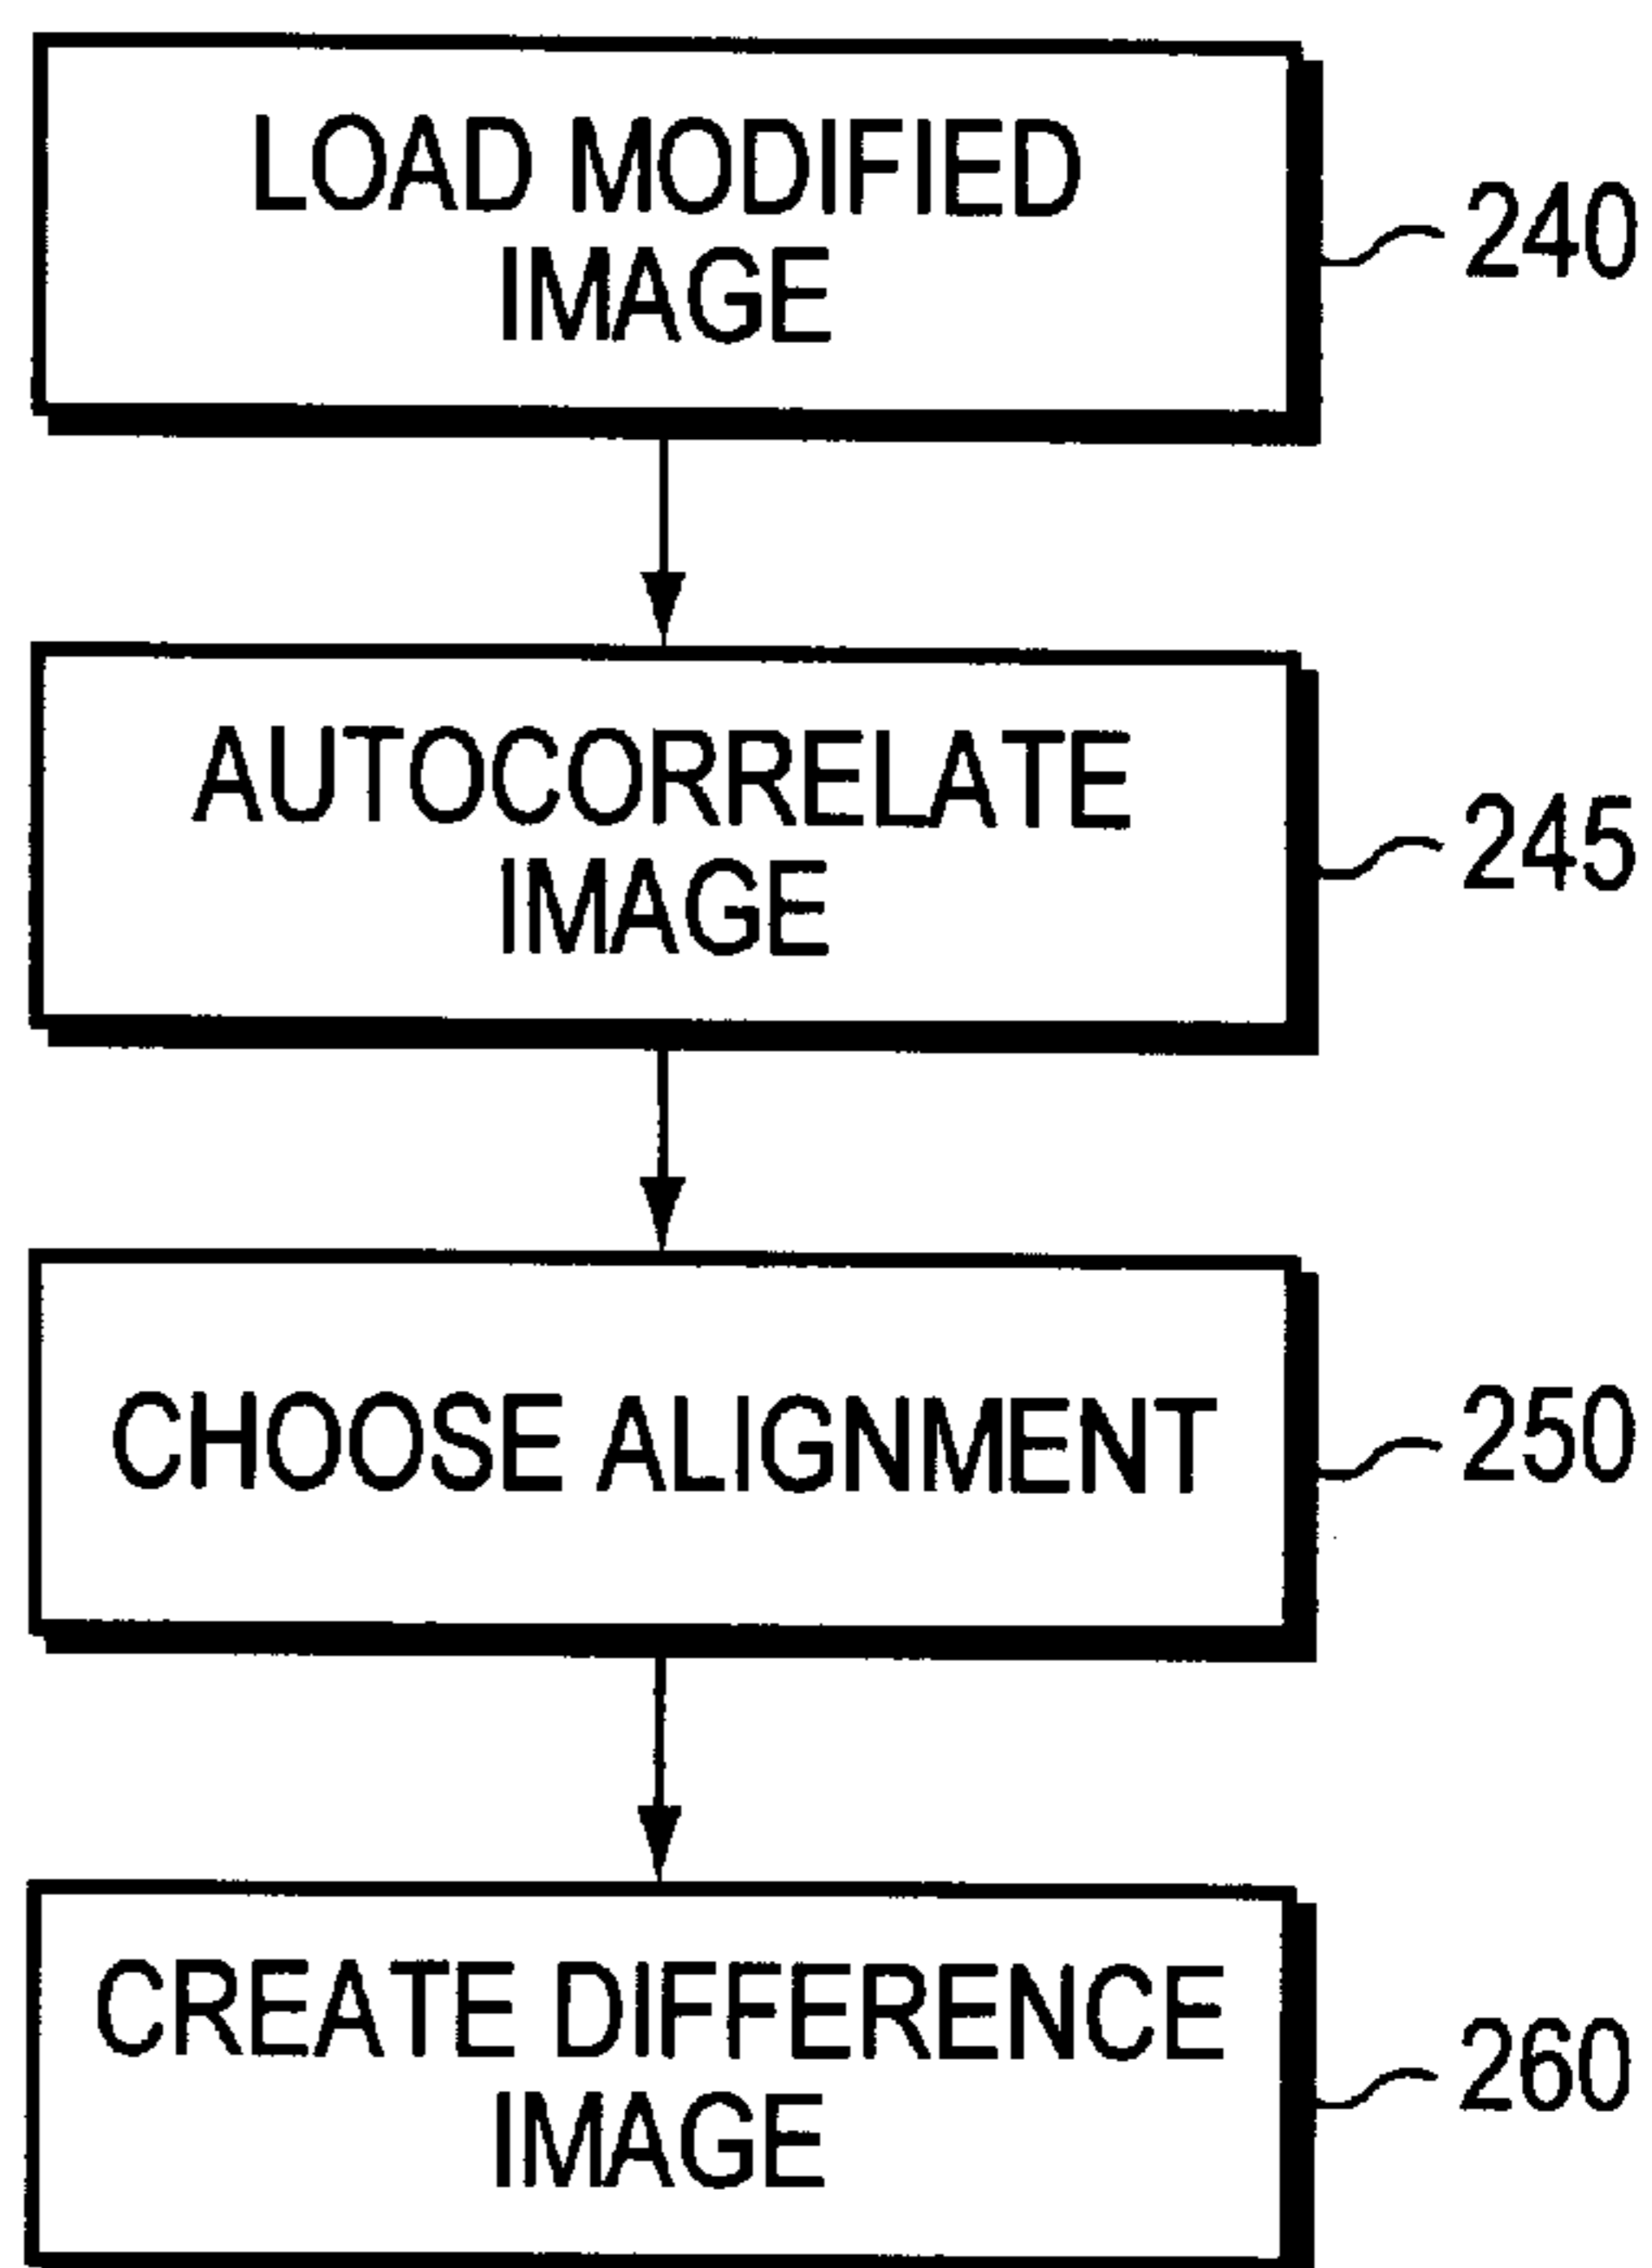 LOAD MODIFIED
IMAGE
240
AUTOCORRELATE
IMAGE
245
CHOOSE ALIGNMENT
250
CREATE DIFFERENCE
IMAGE
260